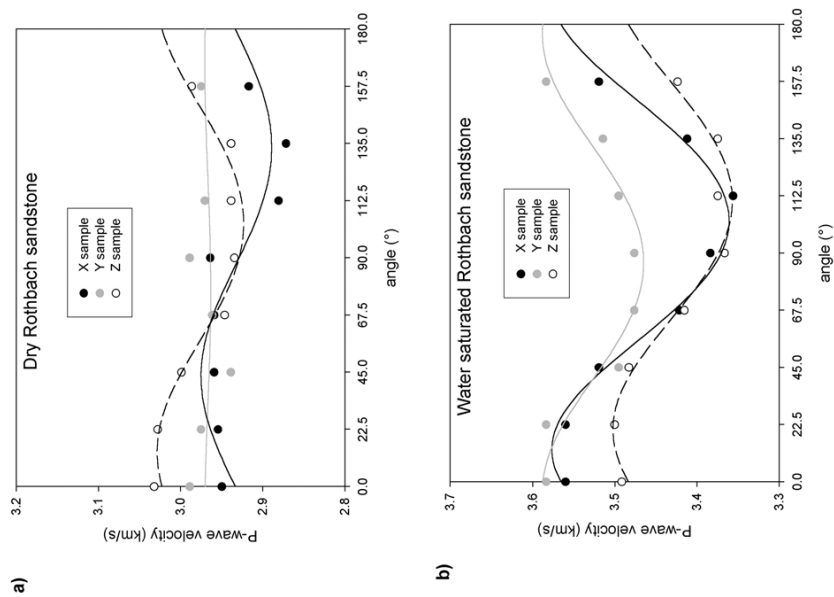 a)
Dry Rothbach sandstone
X sample
Y sample
Z sample
P-wave velocity (km/s)
3.2
3.1
3.0
2.9
2.8
0.0 22.5 45.0 67.5 90.0 112.5 135.0 157.5 180.0
angle (°)
b)
Water saturated Rothbach sandstone
X sample
Y sample
Z sample
P-wave velocity (km/s)
3.7
3.6
3.5
3.4
3.3
0.0 22.5 45.0 67.5 90.0 112.5 135.0 157.5 180.0
angle (°)